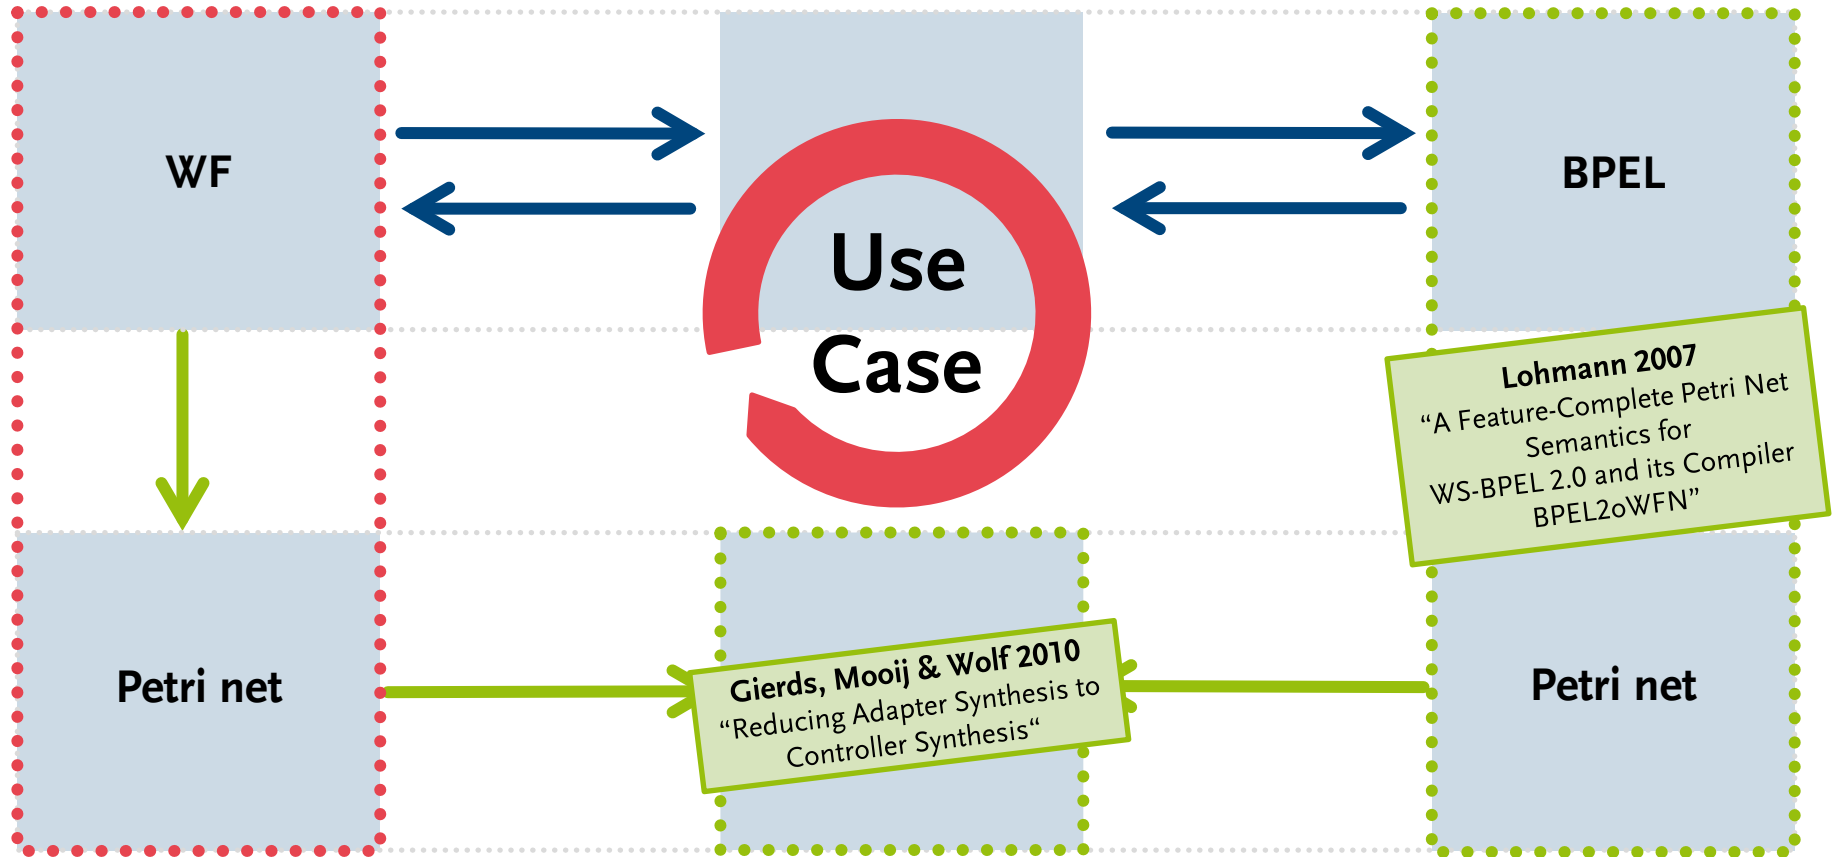 WF
Use
Case
BPEL
Lohmann 2007
“A Feature-Complete Petri Net
Semantics for
WS-BPEL 2.0 and its Compiler
BPEL2oWFN”
Petri net
Gierds, Mooij & Wolf 2010
“Reducing Adapter Synthesis to
Controller Synthesis“
Petri net